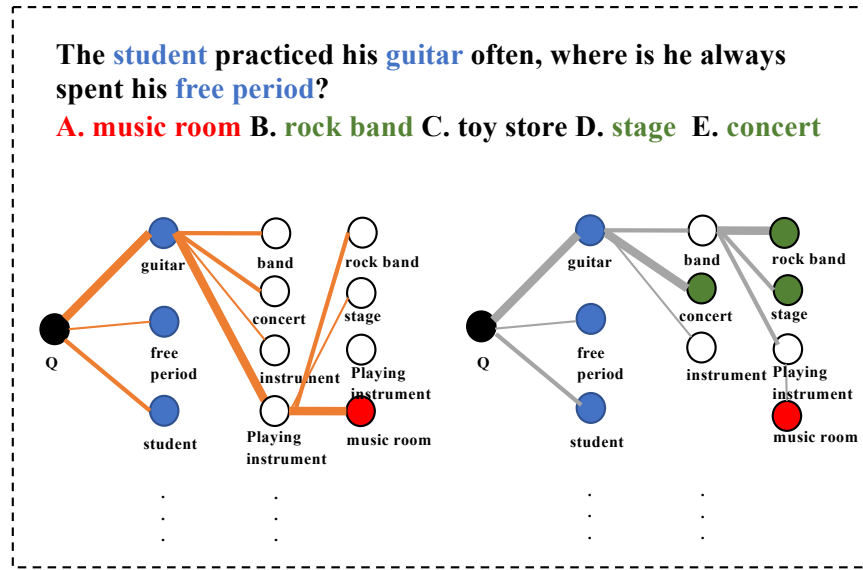 The student practiced his guitar often, where is he always
spent his free period?
A. music room B. rock band C. toy store D. stage E. concert
guitar
band
rock band
concert
stage
Q
free
period
instrument
Playing
instrument
student
Playing
instrument
music room
guitar
band
rock band
concert
stage
Q
free
period
instrument
Playing
instrument
student
music room